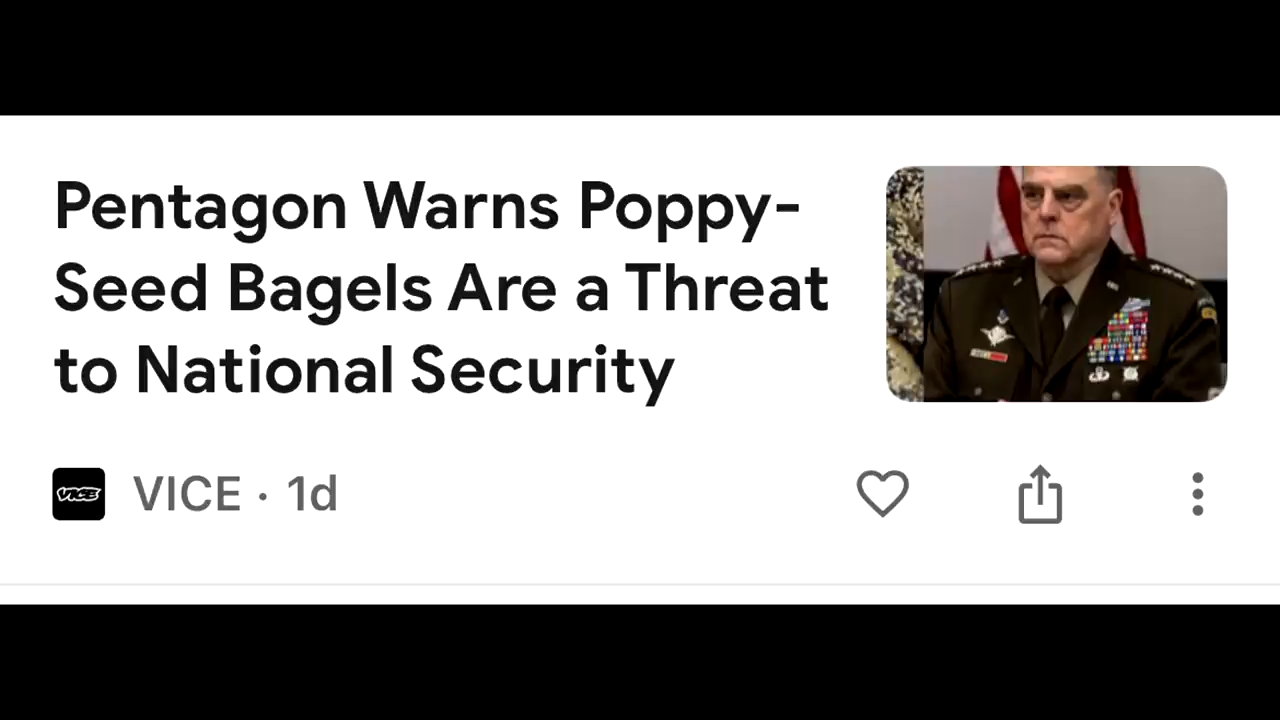 Pentagon Warns Poppy-
Seed Bagels Are a Threat
to National Security
VICE
VICE · 1d